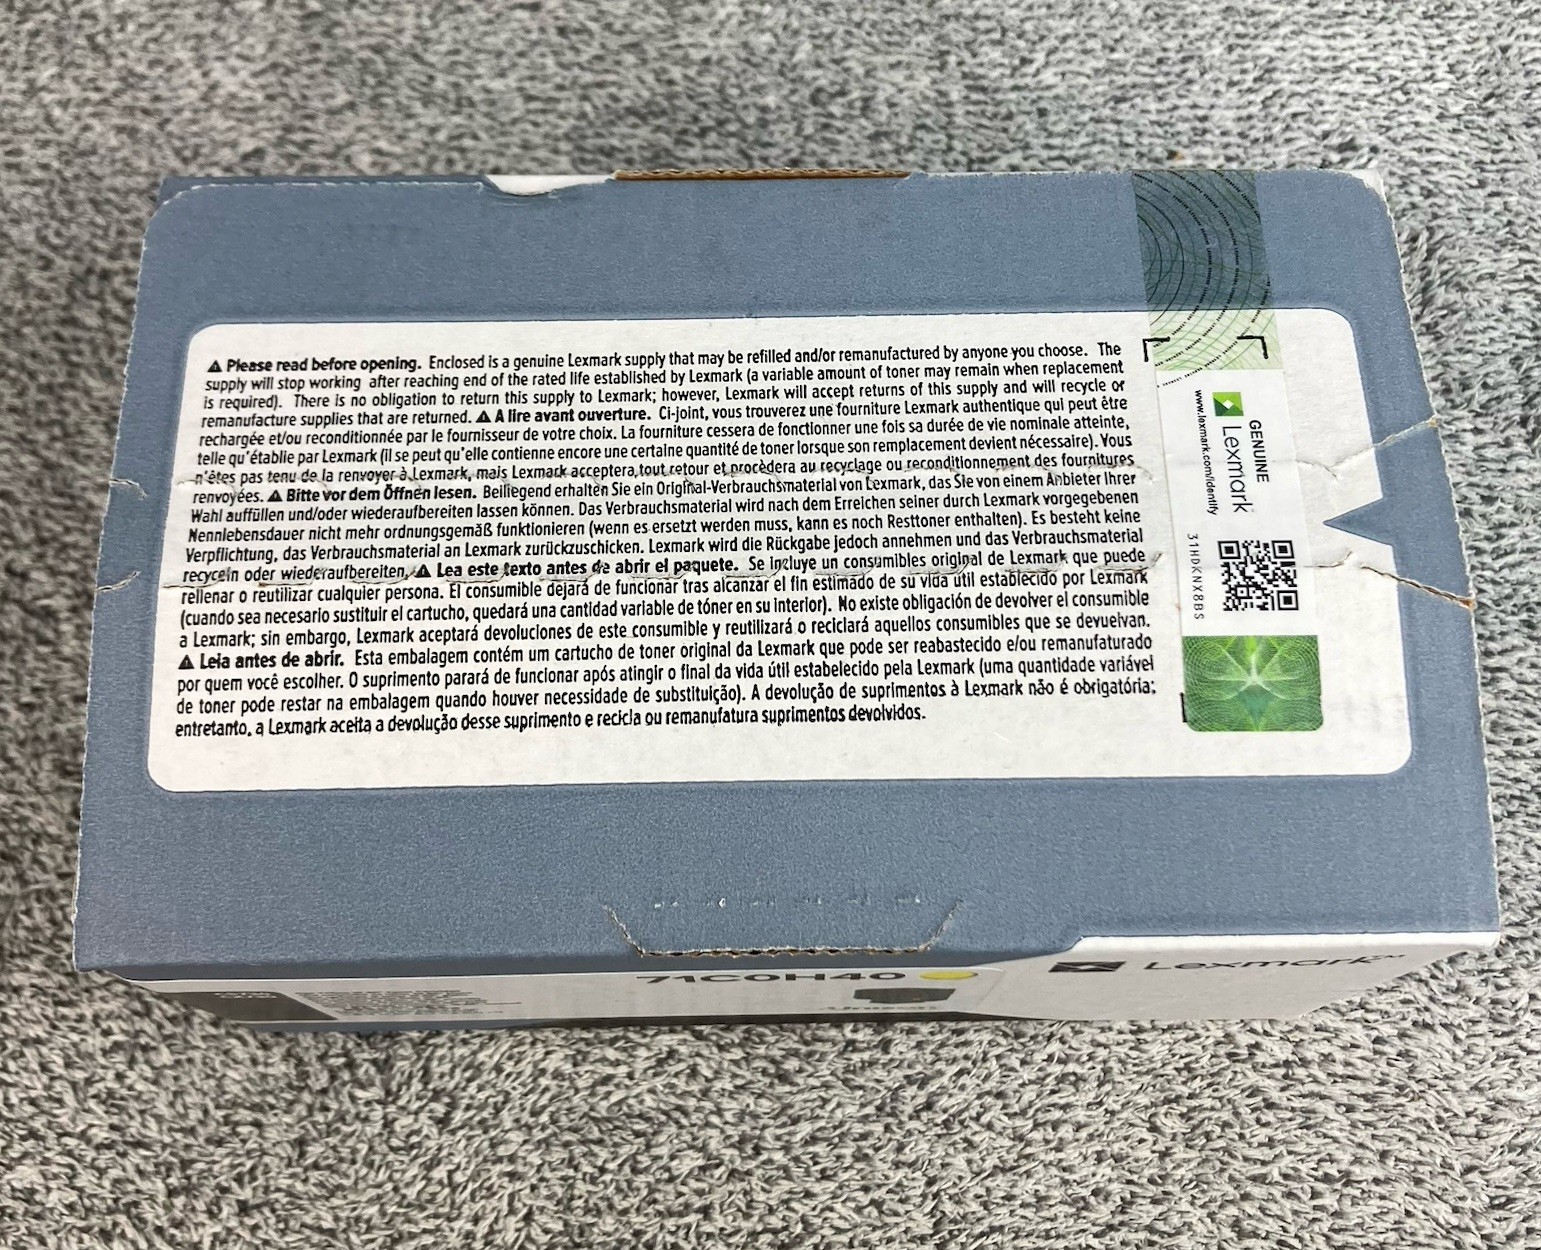 ⚠ Please read before opening. Enclosed is a genuine Lexmark supply that may be refilled and/or remanufactured by anyone you choose. The
supply will stop working after reaching end of the rated life established by Lexmark (a variable amount of toner may remain when replacement
is required). There is no obligation to return this supply to Lexmark; however, Lexmark will accept returns of this supply and will recycle or
remanufacture supplies that are returned. ⚠ A lire avant ouverture. Ci-joint, vous trouverez une fourniture Lexmark authentique qui peut être
rechargée et/ou reconditionnée par le fournisseur de votre choix. La fourniture cessera de fonctionner une fois sa durée de vie nominale atteinte,
telle qu'établie par Lexmark (il se peut qu'elle contienne encore une certaine quantité de toner lorsque son remplacement devient nécessaire). Vous
n'êtes pas tenu de la renvoyer à Lexmark, mais Lexmark acceptera tout retour et procèdera au recyclage ou reconditionnement des fournitures
renvoyées. ⚠ Bitte vor dem Öffnen lesen. Beiliegend erhalten Sie ein Original-Verbrauchsmaterial von Lexmark, das Sie von einem Anbieter Ihrer
Wahl auffüllen und/oder wiederaufbereiten lassen können. Das Verbrauchsmaterial wird nach dem Erreichen seiner durch Lexmark vorgegebenen
Nennlebensdauer nicht mehr ordnungsgemäß funktionieren (wenn es ersetzt werden muss, kann es noch Resttoner enthalten). Es besteht keine
Verpflichtung, das Verbrauchsmaterial an Lexmark zurückzuschicken. Lexmark wird die Rückgabe jedoch annehmen und das Verbrauchsmaterial
recyceln oder wiederaufbereiten. ⚠ Lea este texto antes de abrir el paquete. Se incluye un consumibles original de Lexmark que puede
rellenar o reutilizar cualquier persona. El consumible dejará de funcionar tras alcanzar el fin estimado de su vida útil establecido por Lexmark
(cuando sea necesario sustituir el cartucho, quedará una cantidad variable de tóner en su interior). No existe obligación de devolver el consumible
a Lexmark; sin embargo, Lexmark aceptará devoluciones de este consumible y reutilizará o reciclará aquellos consumibles que se devuelvan.
⚠ Leia antes de abrir. Esta embalagem contém um cartucho de toner original da Lexmark que pode ser reabastecido e/ou remanufaturado
por quem você escolher. O suprimento parará de funcionar após atingir o final da vida útil estabelecido pela Lexmark (uma quantidade variável
de toner pode restar na embalagem quando houver necessidade de substituição). A devolução de suprimentos à Lexmark não é obrigatória;
entretanto, a Lexmark aceita a devolução desse suprimento e recicla ou remanufatura suprimentos devolvidos.
GENUINE
Lexmark
www.lexmark.com/identify
31HDKNX8BS
71C0H40
Lexmark™